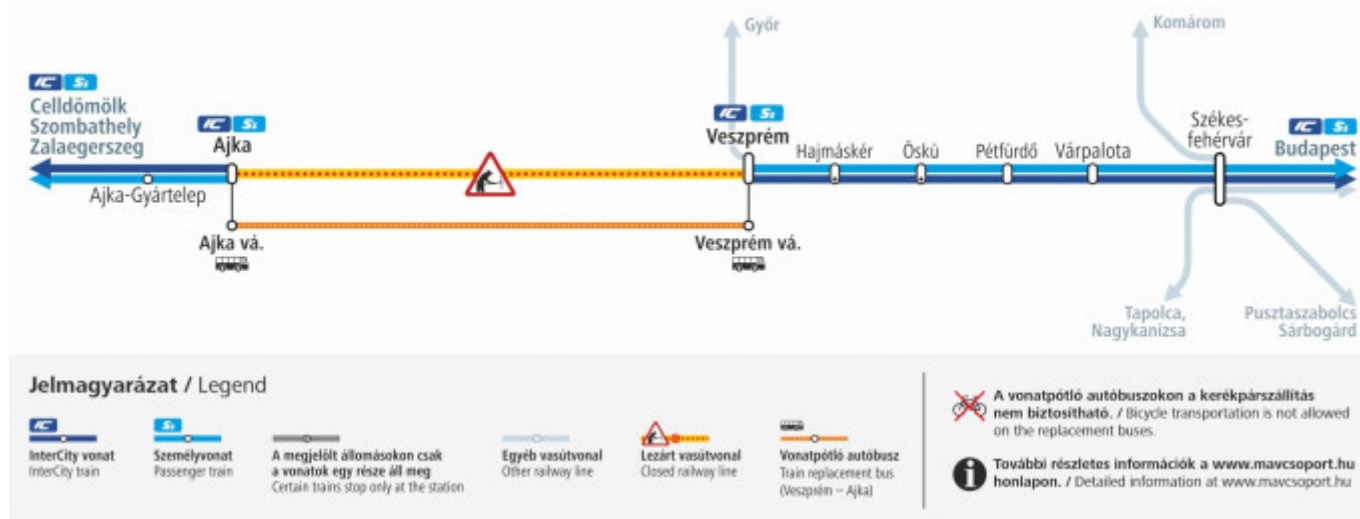 Győr
Komárom
IC S
Celldömölk
Szombathely
Zalaegerszeg
IC S
Ajka
IC S
Veszprém
Hajmáskér
Öskü
Pétfürdő
Várpalota
Székes-
fehérvár
IC S
Budapest
Ajka-Gyártelep
Ajka vá.
Veszprém vá.
Tapolca,
Nagykanizsa
Pusztaszabolcs
Sárbogárd
Jelmagyarázat / Legend
IC
InterCity vonat
InterCity train
S
Személyvonat
Passenger train
A megjelölt állomásokon csak
a vonatok egy része áll meg
Certain trains stop only at the station
Egyéb vasútvonal
Other railway line
Lezárt vasútvonal
Closed railway line
Vonatpótló autóbusz
Train replacement bus
(Veszprém – Ajka)
A vonatpótló autóbuszokon a kerékpárszállítás
nem biztosítható. / Bicycle transportation is not allowed
on the replacement buses.
i
További részletes információk a www.mavcsoport.hu
honlapon. / Detailed information at www.mavcsoport.hu